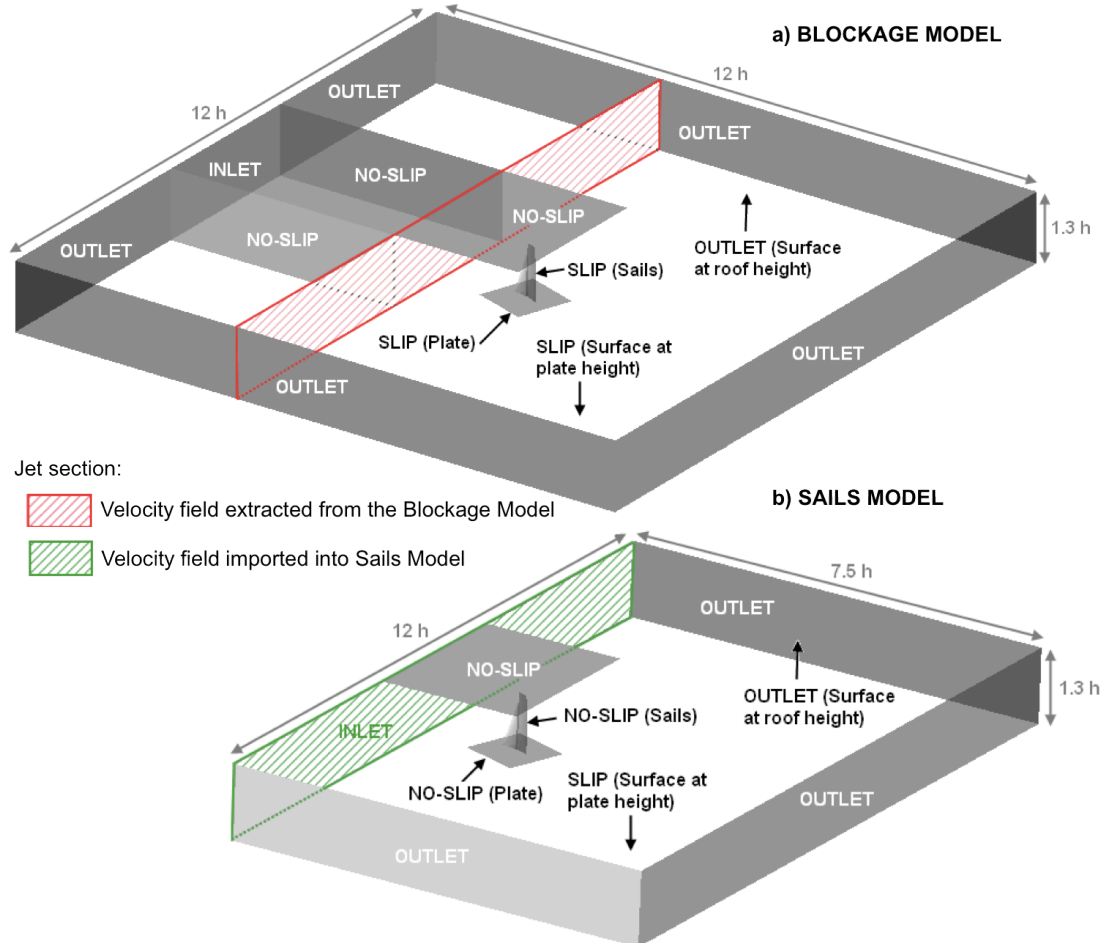 a) BLOCKAGE MODEL
12 h
12 h
OUTLET
OUTLET
INLET
NO-SLIP
NO-SLIP
1.3 h
OUTLET
NO-SLIP
OUTLET (Surface
at roof height)
SLIP (Sails)
SLIP (Plate)
SLIP (Surface at
plate height)
OUTLET
OUTLET
Jet section:
Velocity field extracted from the Blockage Model
Velocity field imported into Sails Model
b) SAILS MODEL
7.5 h
12 h
OUTLET
NO-SLIP
1.3 h
OUTLET (Surface
at roof height)
NO-SLIP (Sails)
INLET
NO-SLIP (Plate)
SLIP (Surface at
plate height)
OUTLET
OUTLET